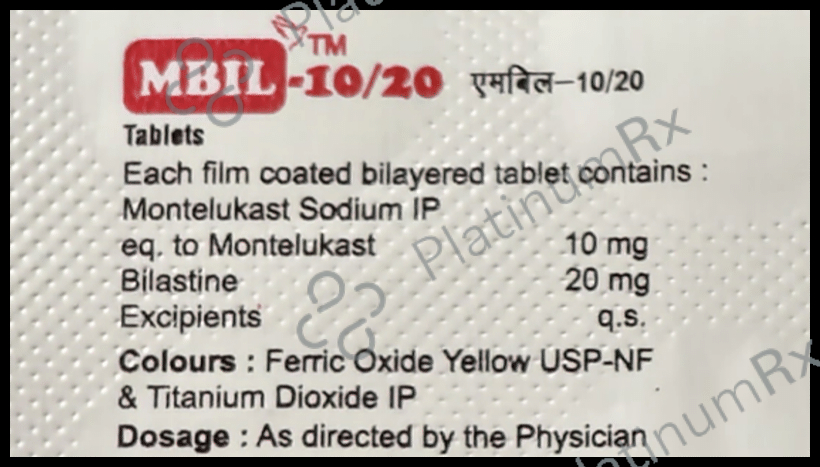 MBIL-10/20 TM एमबिल–10/20
Tablets
Each film coated bilayered tablet contains :
Montelukast Sodium IP
eq. to Montelukast 10 mg
Bilastine 20 mg
Excipients q.s.
Colours : Ferric Oxide Yellow USP-NF
& Titanium Dioxide IP
Dosage : As directed by the Physician
PlatinumRx
PlatinumRx